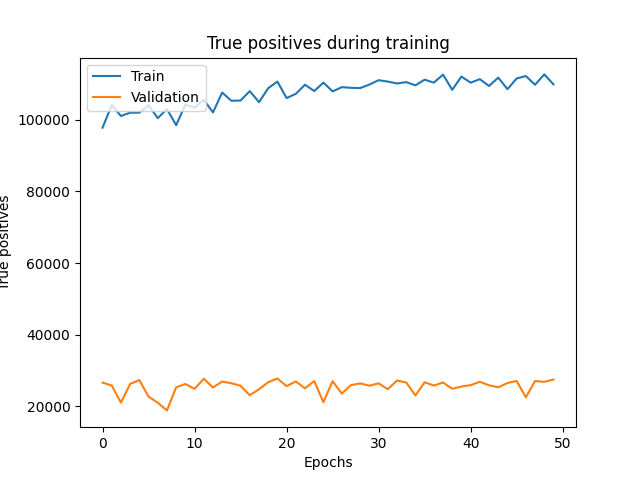 True positives during training
Train
Validation
100000
80000
60000
40000
20000
True positives
0 10 20 30 40 50
Epochs